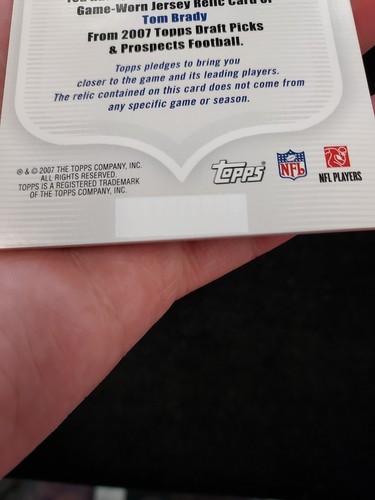 Game-Worn Jersey Relic Card of
Tom Brady
From 2007 Topps Draft Picks
& Prospects Football.
Topps pledges to bring you
closer to the game and its leading players.
The relic contained on this card does not come from
any specific game or season.
® & © 2007 THE TOPPS COMPANY, INC.
ALL RIGHTS RESERVED.
TOPPS IS A REGISTERED TRADEMARK
OF THE TOPPS COMPANY, INC.
Topps®
NFL
NFL PLAYERS